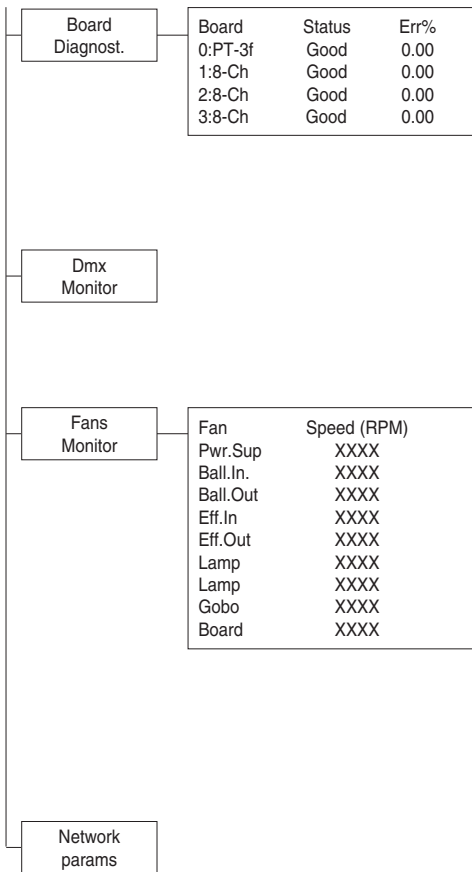 Board
Diagnost.
Board Status Err%
0:PT-3f Good 0.00
1:8-Ch Good 0.00
2:8-Ch Good 0.00
3:8-Ch Good 0.00
Dmx
Monitor
Fans
Monitor
Fan Speed (RPM)
Pwr.Sup XXXX
Ball.In. XXXX
Ball.Out XXXX
Eff.In XXXX
Eff.Out XXXX
Lamp XXXX
Lamp XXXX
Gobo XXXX
Board XXXX
Network
params